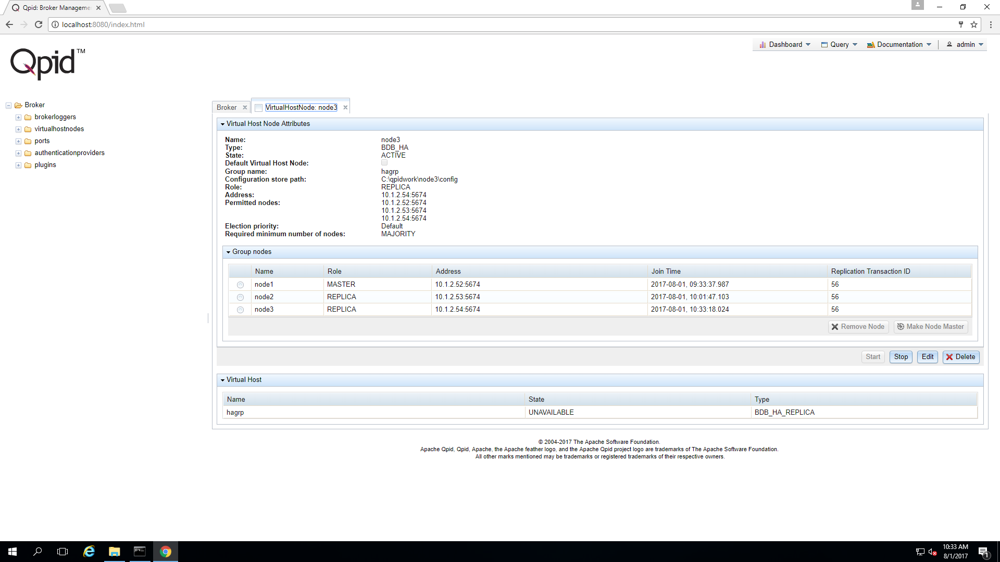 Qpid: Broker Manageme
localhost:8080/index.html
Dashboard Query Documentation admin
Qpid TM
Broker
brokerloggers
virtualhostnodes
ports
authenticationproviders
plugins
Broker x VirtualHostNode: node3 x
Virtual Host Node Attributes
Name: node3
Type: BDB_HA
State: ACTIVE
Default Virtual Host Node:
Group name: hagrp
Configuration store path: C:\qpidwork\node3\config
Role: REPLICA
Address: 10.1.2.54:5674
Permitted nodes: 10.1.2.52:5674
10.1.2.53:5674
10.1.2.54:5674
Election priority: Default
Required minimum number of nodes: MAJORITY
Group nodes
Name Role Address Join Time Replication Transaction ID
node1 MASTER 10.1.2.52:5674 2017-08-01, 09:33:37.987 56
node2 REPLICA 10.1.2.53:5674 2017-08-01, 10:01:47.103 56
node3 REPLICA 10.1.2.54:5674 2017-08-01, 10:33:18.024 56
Remove Node Make Node Master
Start Stop Edit Delete
Virtual Host
Name State Type
hagrp UNAVAILABLE BDB_HA_REPLICA
© 2004-2017 The Apache Software Foundation.
Apache Qpid, Qpid, Apache, the Apache feather logo, and the Apache Qpid project logo are trademarks of The Apache Software Foundation.
All other marks mentioned may be trademarks or registered trademarks of their respective owners.
10:33 AM
8/1/2017
1